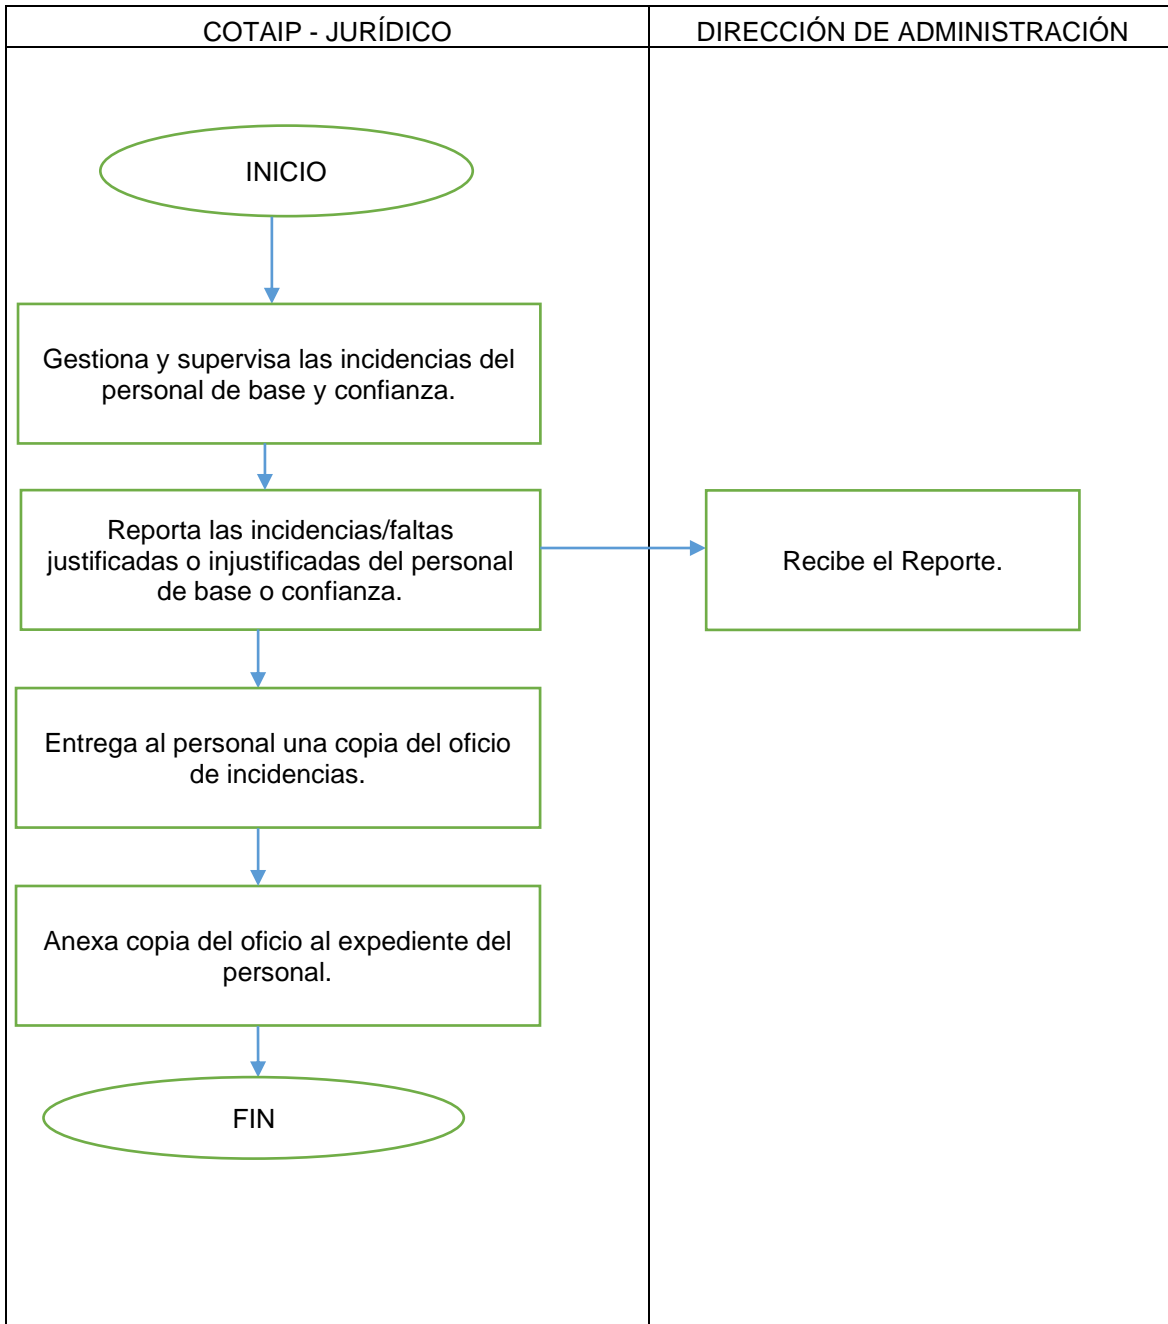 COTAIP - JURÍDICO
DIRECCIÓN DE ADMINISTRACIÓN
INICIO
Gestiona y supervisa las incidencias del
personal de base y confianza.
Reporta las incidencias/faltas
justificadas o injustificadas del personal
de base o confianza.
Recibe el Reporte.
Entrega al personal una copia del oficio
de incidencias.
Anexa copia del oficio al expediente del
personal.
FIN